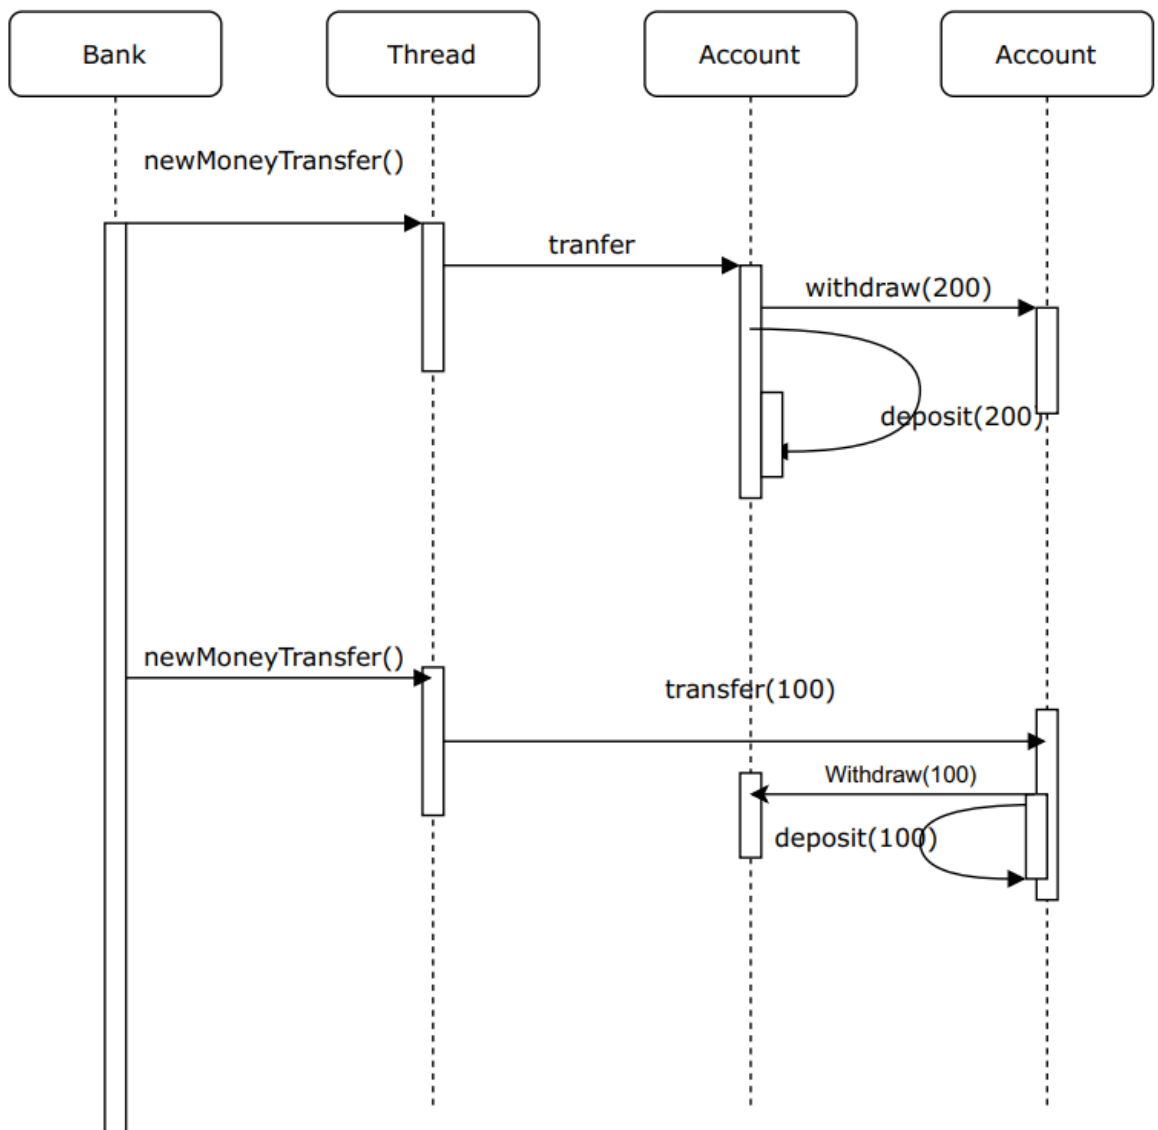 Bank
Thread
Account
Account
newMoneyTransfer()
tranfer
withdraw(200)
deposit(200)
newMoneyTransfer()
transfer(100)
Withdraw(100)
deposit(100)